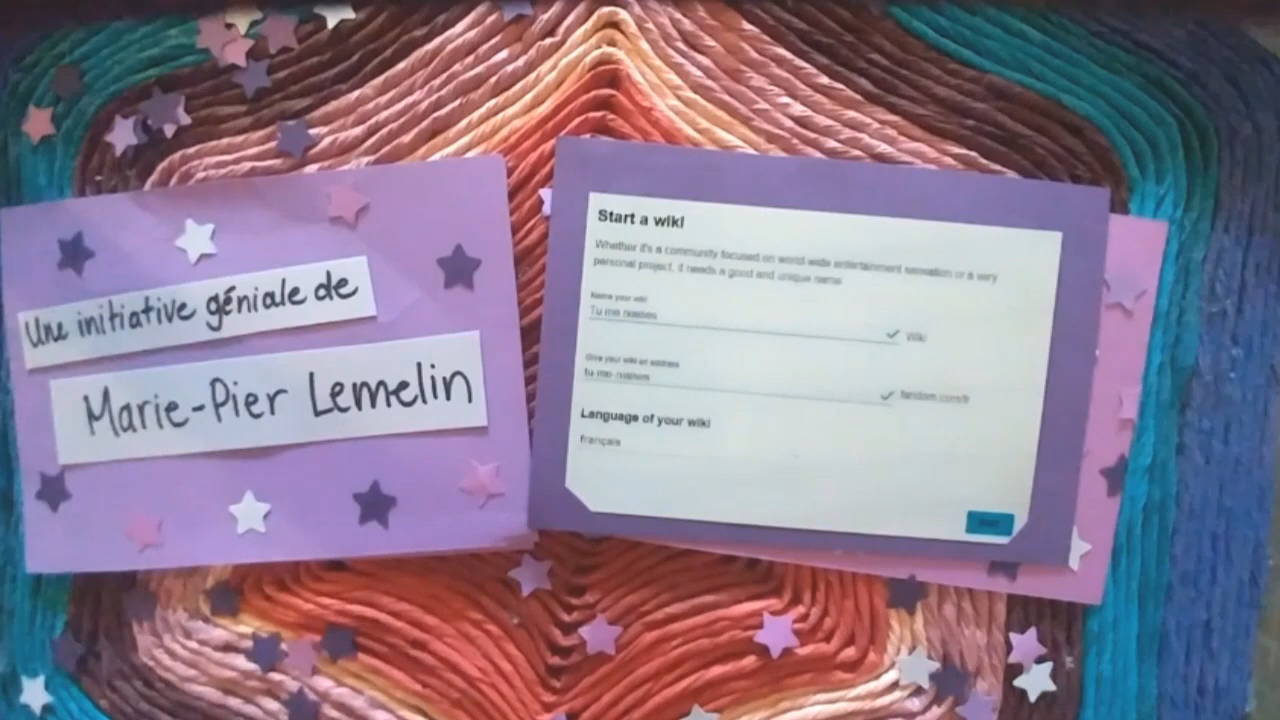 Une initiative géniale de
Marie-Pier Lemelin
Start a wiki
Whether it's a community focused on world-wide entertainment sensation or a very
personal project, it needs a good and unique name
Name your wiki
Tu me naises
Wiki
Give your wiki an address
tu-me-naises
fandom.com/fr
Language of your wiki
français